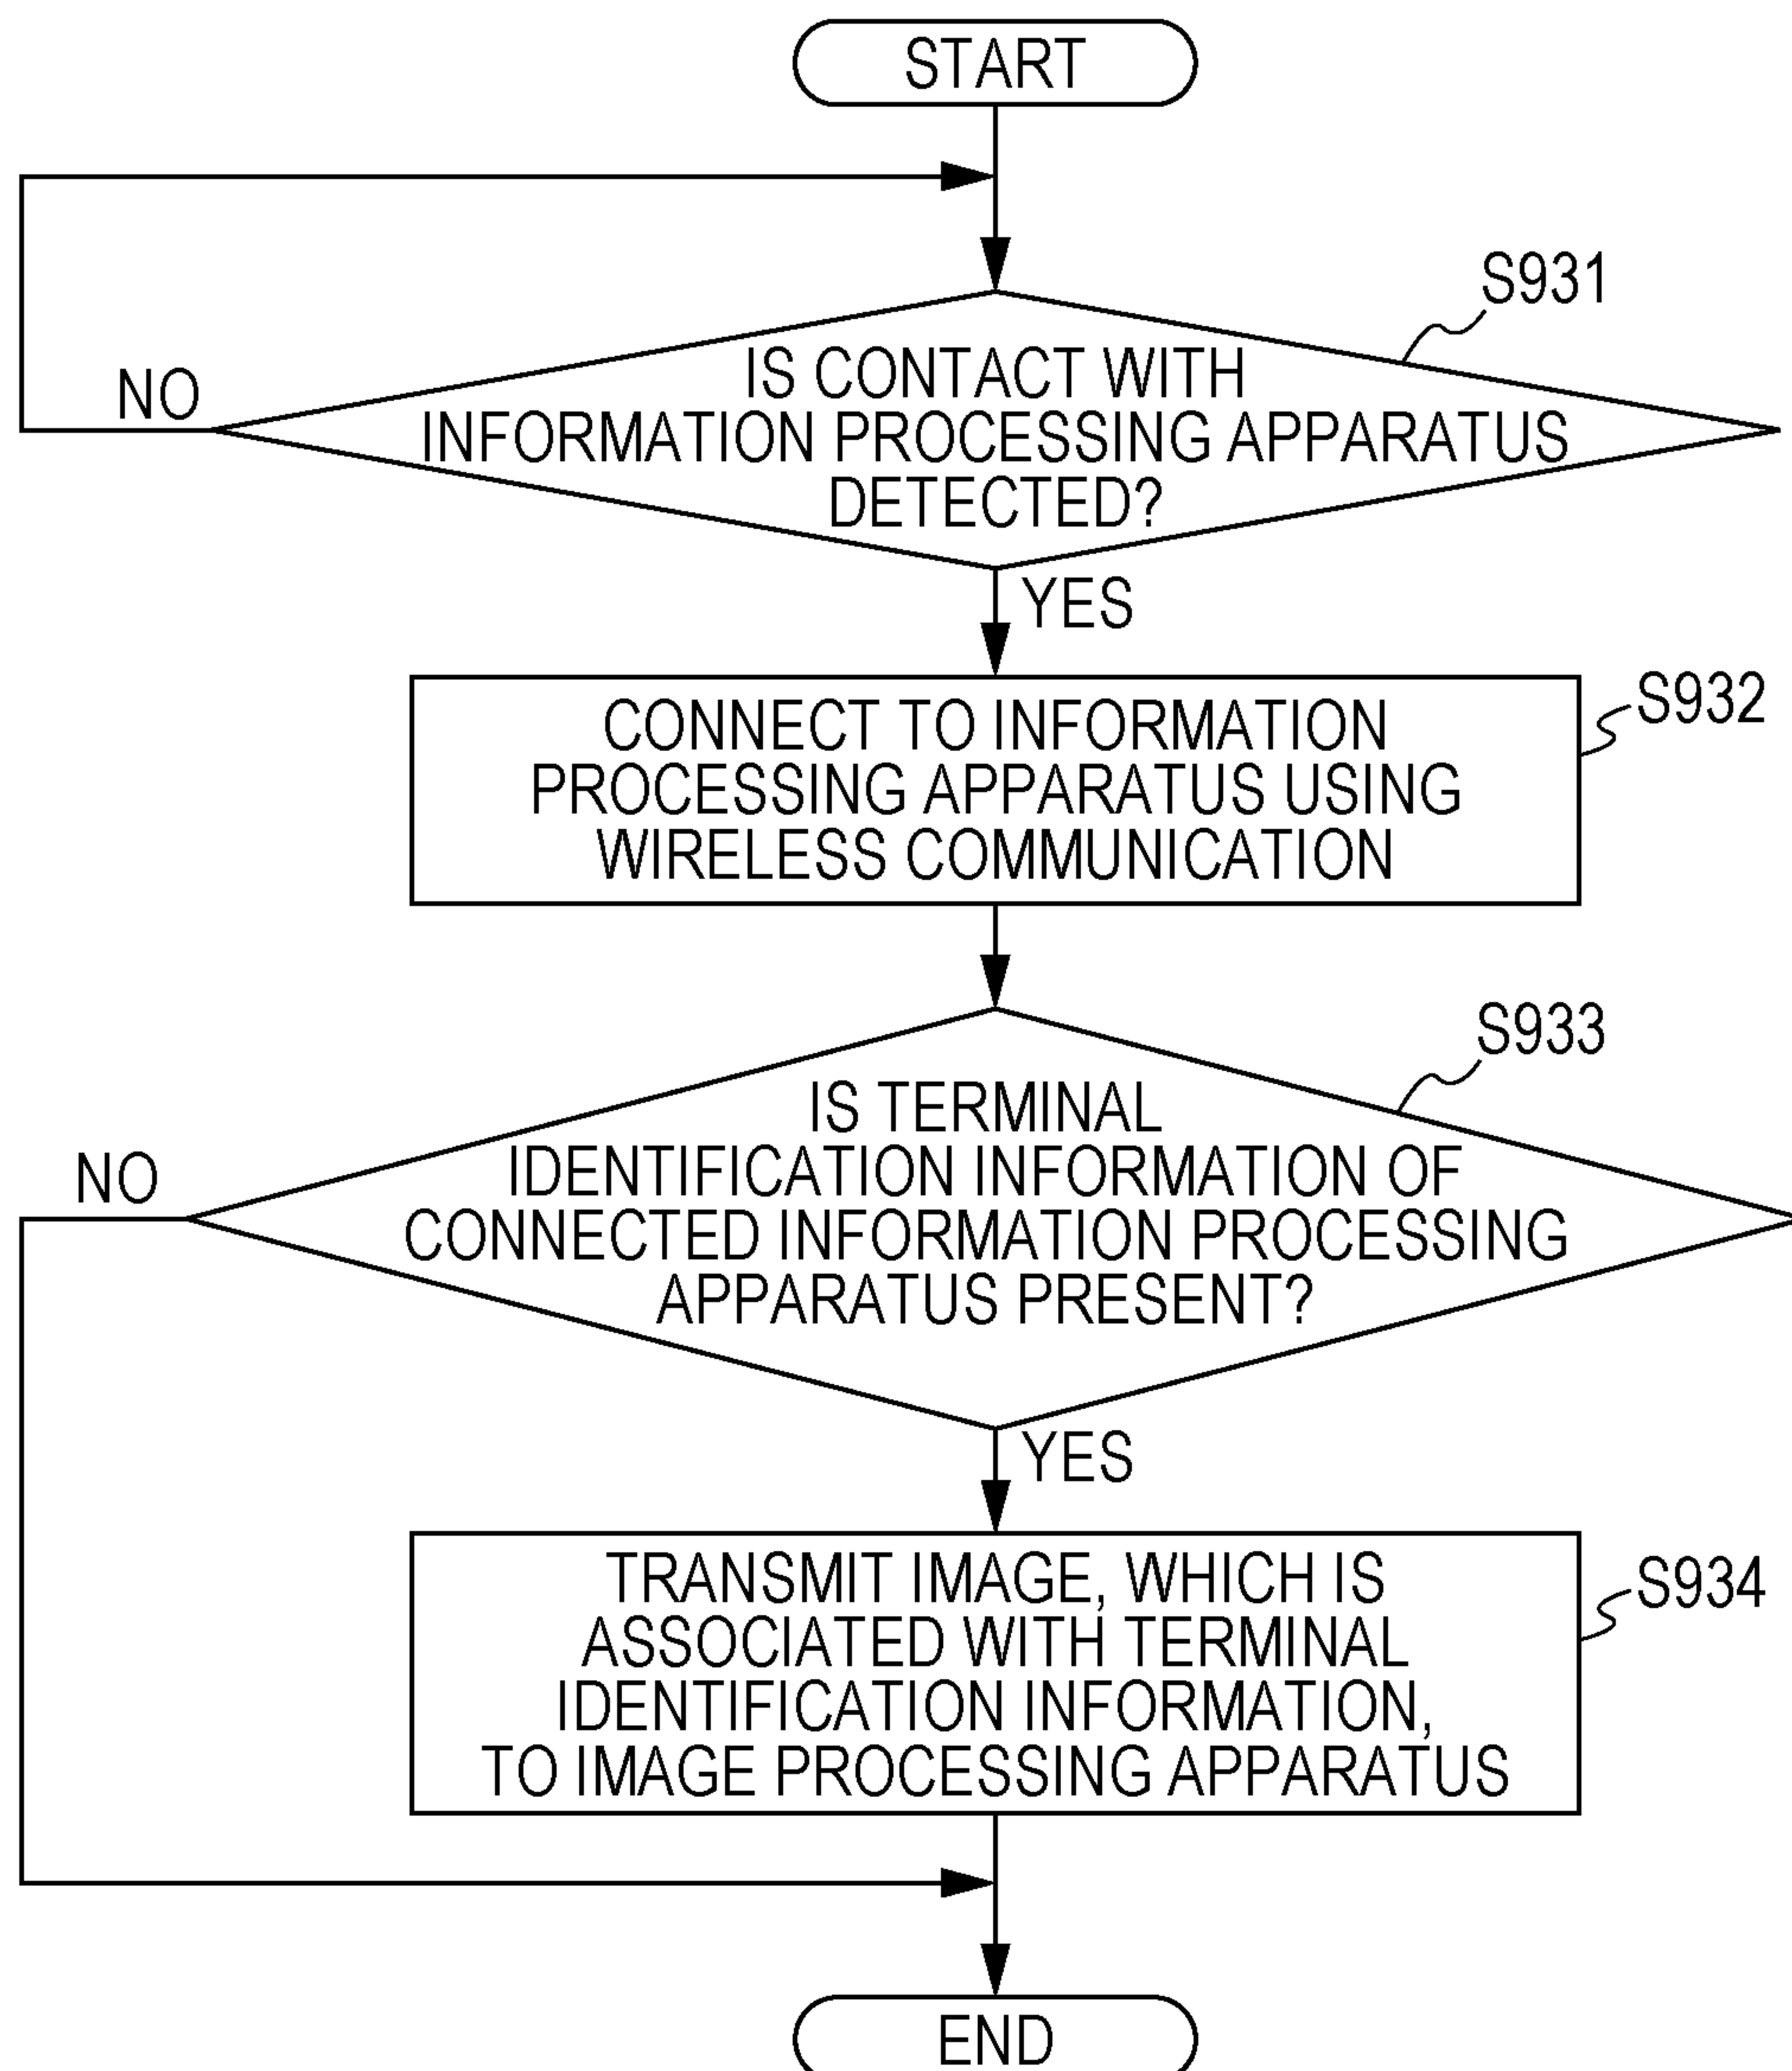 START
S931
IS CONTACT WITH
NO
INFORMATION PROCESSING APPARATUS
DETECTED?
YES
S932
CONNECT TO INFORMATION
PROCESSING APPARATUS USING
WIRELESS COMMUNICATION
S933
IS TERMINAL
NO
IDENTIFICATION INFORMATION OF
CONNECTED INFORMATION PROCESSING
APPARATUS PRESENT?
YES
TRANSMIT IMAGE, WHICH IS
S934
ASSOCIATED WITH TERMINAL
IDENTIFICATION INFORMATION,
TO IMAGE PROCESSING APPARATUS
END